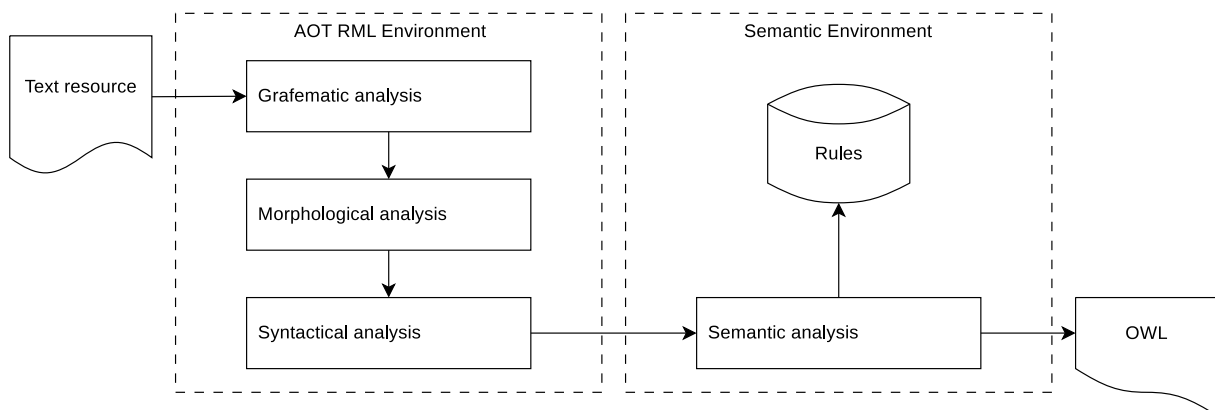 AOT RML Environment
Semantic Environment
Text resource
Grafematic analysis
Rules
Morphological analysis
Syntactical analysis
Semantic analysis
OWL